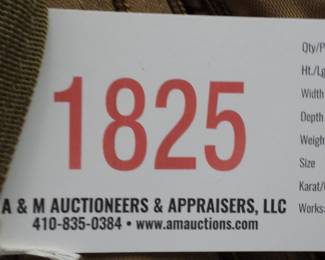 1825
A & M AUCTIONEERS & APPRAISERS, LLC
410-835-0384 • www.amauctions.com
Qty/P
Ht./Lg
Width
Depth
Weigh
Size
Karat/
Works: